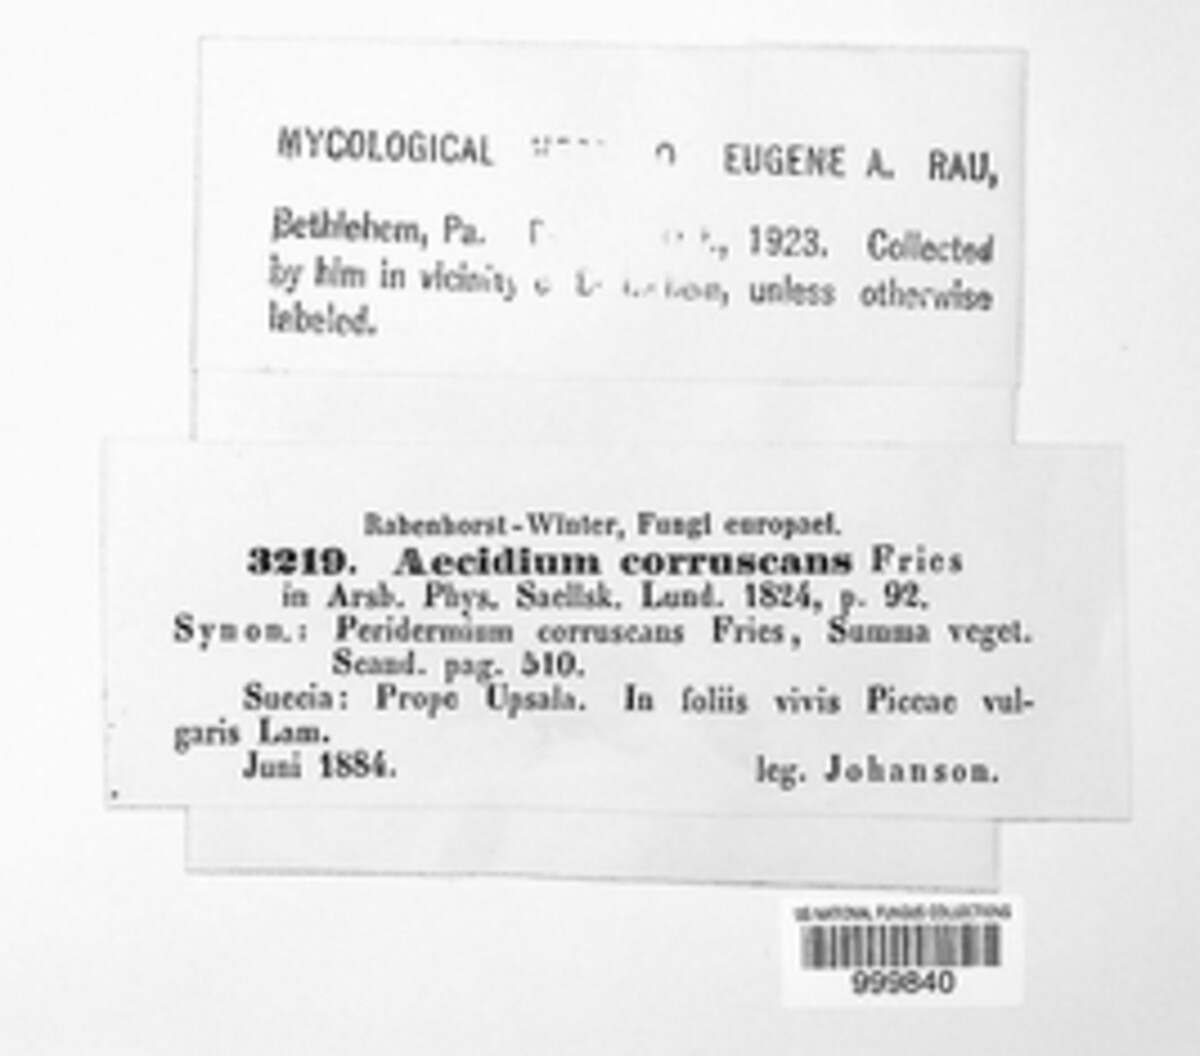 MYCOLOGICAL EUGENE A. RAU,
Bethlehem, Pa. 1923. Collected
by him in vicinity unless otherwise
labeled.
Rabenhorst-Winter, Fungi europaei.
3219. Aecidium corruscans Fries
in Arsb. Phys. Saellsk. Lund. 1824, p. 92.
Synon.: Peridermium corruscans Fries, Summa veget.
Scand. pag. 510.
Suecia: Prope Upsala. In foliis vivis Piceae vul-
garis Lam.
Juni 1884. leg. Johanson.
US NATIONAL FUNGUS COLLECTIONS
999840